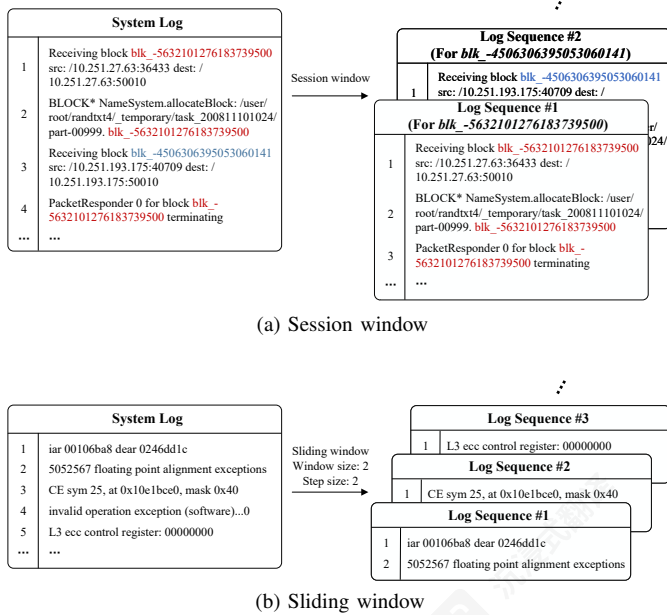 System Log
1 Receiving block blk_-5632101276183739500
src: /10.251.27.63:36433 dest: /
10.251.27.63:50010
2 BLOCK* NameSystem.allocateBlock: /user/
root/randtxt4/_temporary/task_200811101024/
part-00999. blk_-5632101276183739500
3 Receiving block blk_-4506306395053060141
src: /10.251.193.175:40709 dest: /
10.251.193.175:50010
4 PacketResponder 0 for block blk_-
5632101276183739500 terminating
... ...
Session window
Log Sequence #2
(For blk_-4506306395053060141)
1 Receiving block blk_-4506306395053060141
src: /10.251.193.175:40709 dest: /
Log Sequence #1
(For blk_-5632101276183739500)
1 Receiving block blk_-5632101276183739500
src: /10.251.27.63:36433 dest: /
10.251.27.63:50010
2 BLOCK* NameSystem.allocateBlock: /user/
root/randtxt4/_temporary/task_200811101024/
part-00999. blk_-5632101276183739500
3 PacketResponder 0 for block blk_-
5632101276183739500 terminating
... ...
(a) Session window
System Log
1 iar 00106ba8 dear 0246dd1c
2 5052567 floating point alignment exceptions
3 CE sym 25, at 0x10e1bce0, mask 0x40
4 invalid operation exception (software)...0
5 L3 ecc control register: 00000000
... ...
Sliding window
Window size: 2
Step size: 2
Log Sequence #3
1 L3 ecc control register: 00000000
Log Sequence #2
1 CE sym 25, at 0x10e1bce0, mask 0x40
Log Sequence #1
1 iar 00106ba8 dear 0246dd1c
2 5052567 floating point alignment exceptions
(b) Sliding window